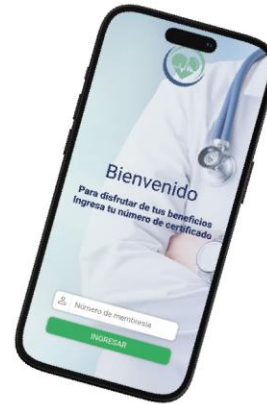 Bienvenido
Para disfrutar de tus beneficios
Ingresa tu número de certificado
Número de membresía
INGRESAR